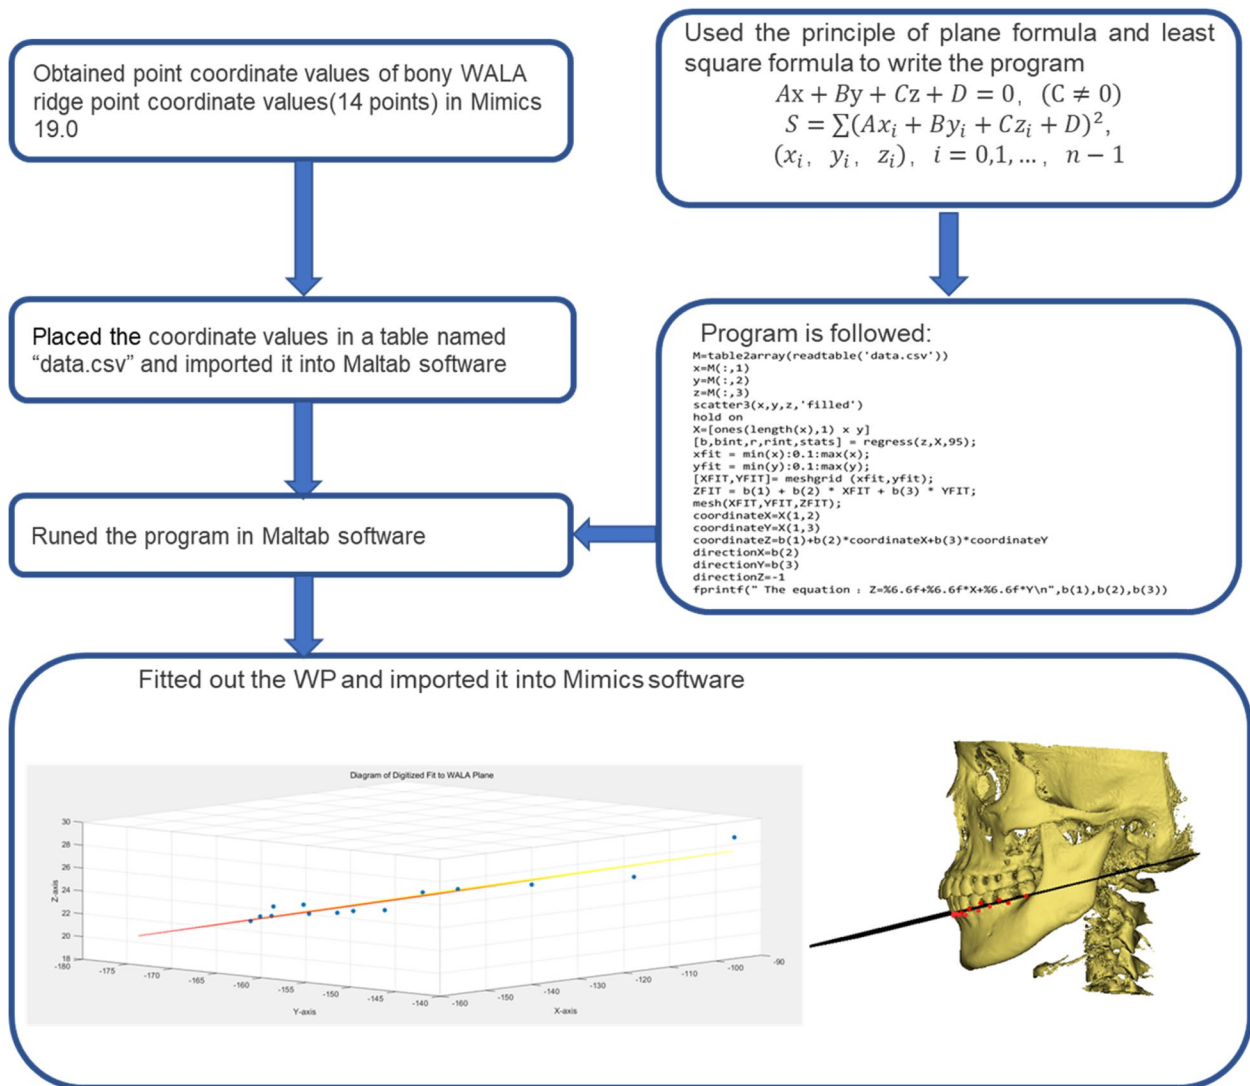 Obtained point coordinate values of bony WALA
ridge point coordinate values(14 points) in Mimics
19.0
Used the principle of plane formula and least
square formula to write the program
Ax + By + Cz + D = 0, (C ≠ 0)
S = ∑(Ax_i + By_i + Cz_i + D)²,
(x_i, y_i, z_i), i = 0,1, … , n − 1
Placed the coordinate values in a table named
“data.csv” and imported it into Maltab software
Program is followed:
M=table2array(readtable('data.csv'))
x=M(:,1)
y=M(:,2)
z=M(:,3)
scatter3(x,y,z,'filled')
hold on
X=[ones(length(x),1) x y]
[b,bint,r,rint,stats] = regress(z,X,95);
xfit = min(x):0.1:max(x);
yfit = min(y):0.1:max(y);
[XFIT,YFIT]= meshgrid (xfit,yfit);
ZFIT = b(1) + b(2) * XFIT + b(3) * YFIT;
mesh(XFIT,YFIT,ZFIT);
coordinateX=X(1,2)
coordinateY=X(1,3)
coordinateZ=b(1)+b(2)*coordinateX+b(3)*coordinateY
directionX=b(2)
directionY=b(3)
directionZ=-1
fprintf(" The equation : Z=%6.6f+%6.6f*X+%6.6f*Y\n",b(1),b(2),b(3))
Runed the program in Maltab software
Fitted out the WP and imported it into Mimics software
Diagram of Digitized Fit to WALA Plane
30
28
26
24
22
20
18
Z-axis
-180
-175
-170
-165
-160
-155
-150
-145
-140
Y-axis
-160
-150
-140
-130
-120
-110
-100
-90
X-axis